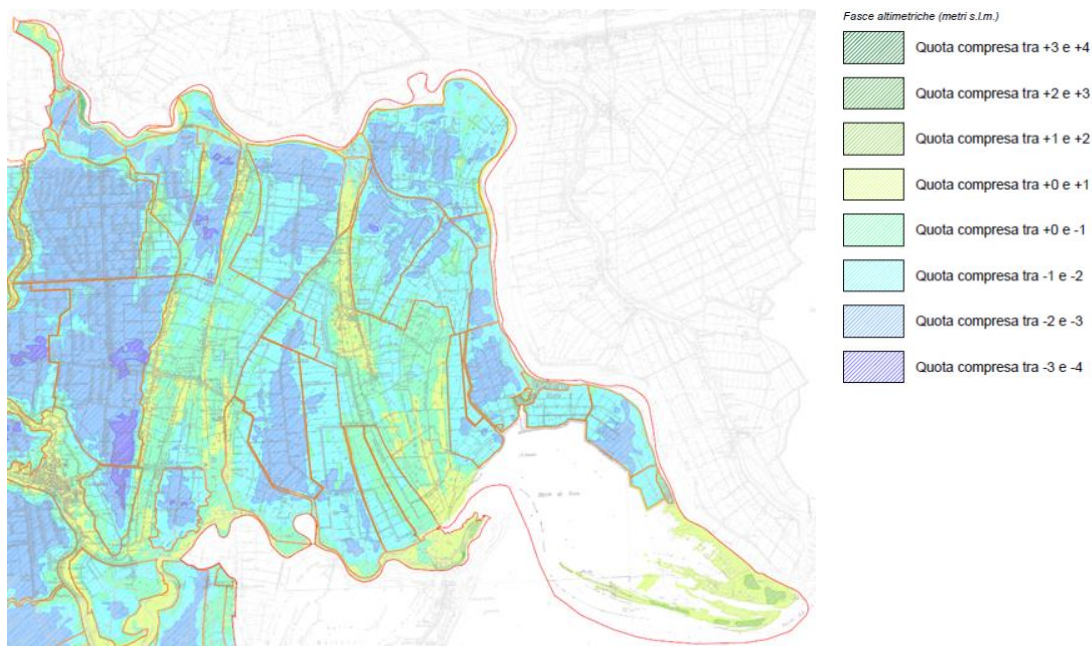 Fasce altimetriche (metri s.l.m.)
Quota compresa tra +3 e +4
Quota compresa tra +2 e +3
Quota compresa tra +1 e +2
Quota compresa tra +0 e +1
Quota compresa tra +0 e -1
Quota compresa tra -1 e -2
Quota compresa tra -2 e -3
Quota compresa tra -3 e -4